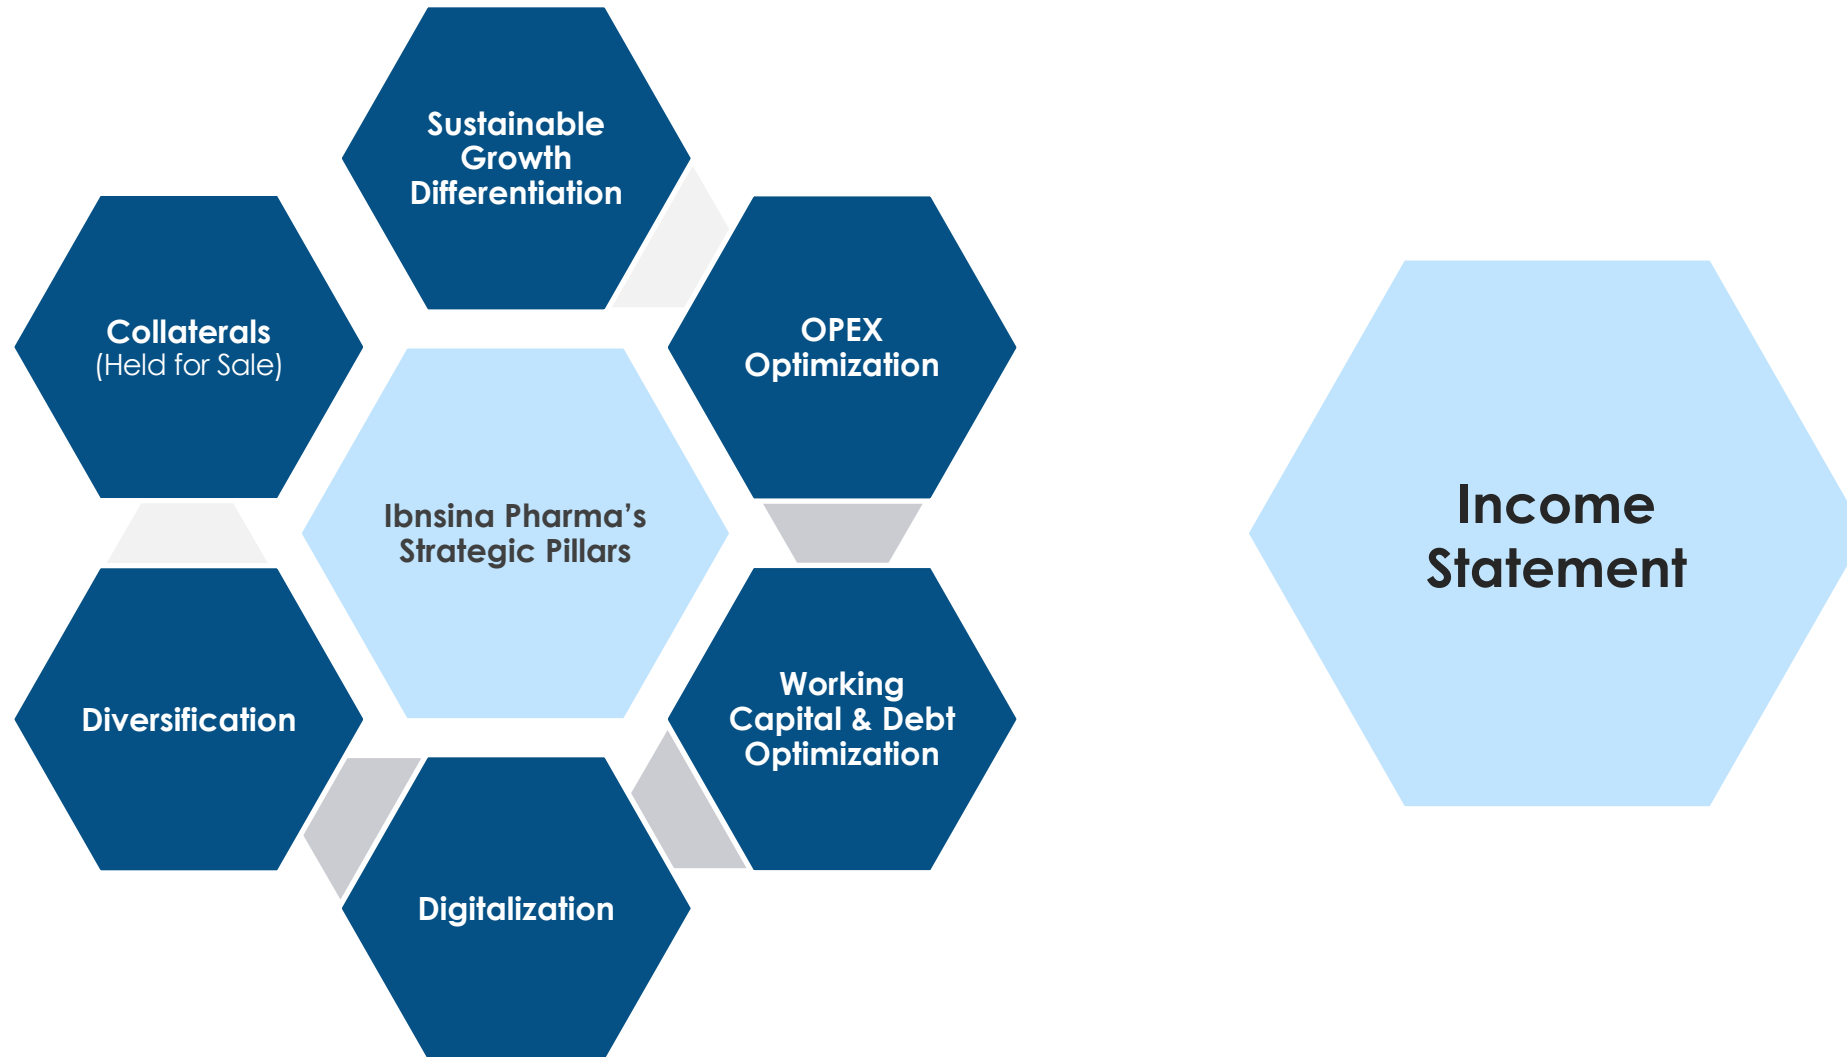 Sustainable
Growth
Differentiation
OPEX
Optimization
Working
Capital & Debt
Optimization
Digitalization
Diversification
Collaterals
(Held for Sale)
Ibnsina Pharma’s
Strategic Pillars
Income
Statement